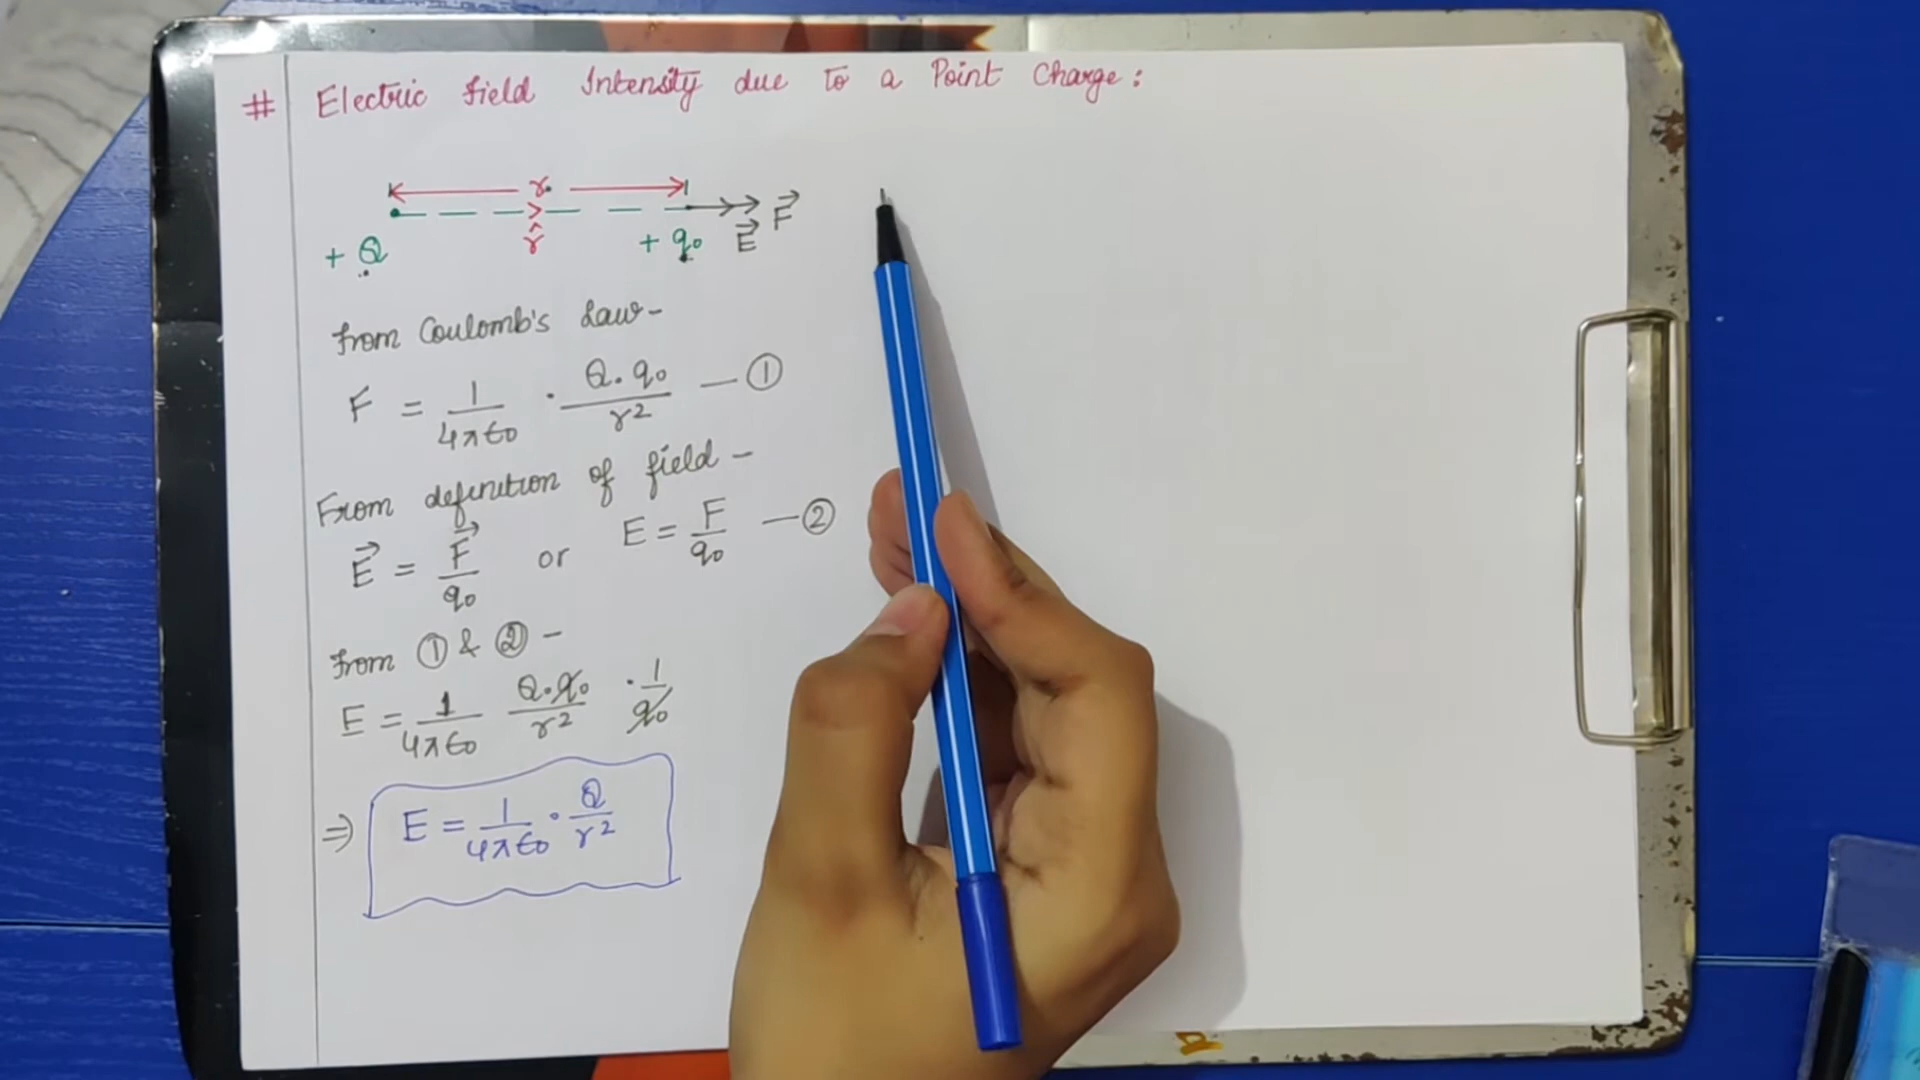 # Electric field Intensity due to a Point Charge:
r
r̂
+ Q
+ q₀
E⃗
F⃗
from Coulomb's Law-
F = 1/4πε₀ · Q.q₀/r² — ①
From definition of field -
E⃗ = F⃗/q₀ or E = F/q₀ — ②
from ① & ② -
E = 1/4πε₀ Q.q₀/r² · 1/q₀
⇒ E = 1/4πε₀ · Q/r²